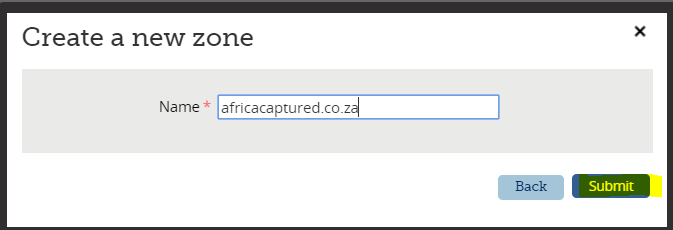 Create a new zone
×
Name * africacaptured.co.za
Back Submit